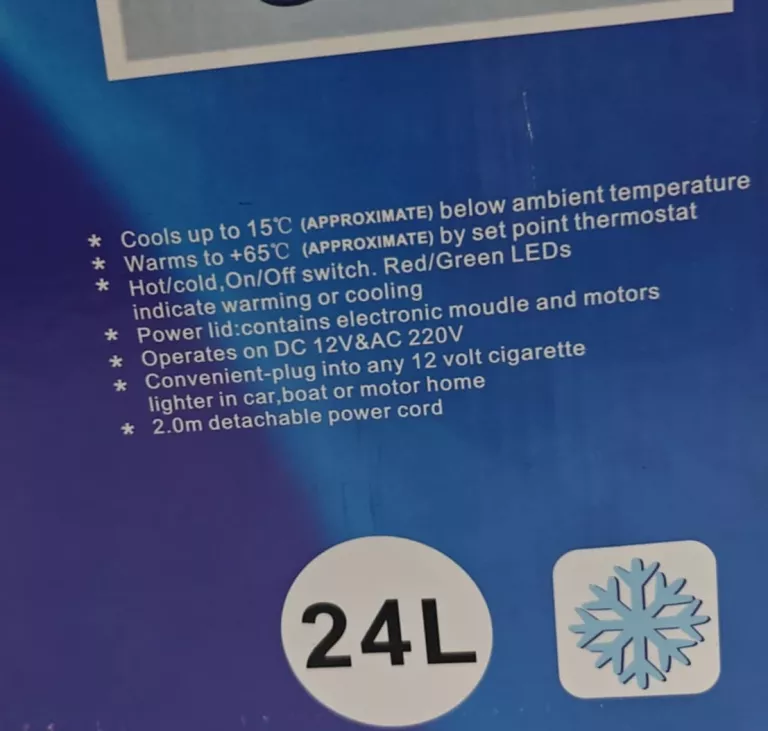 * Cools up to 15℃ (APPROXIMATE) below ambient temperature
* Warms to +65℃ (APPROXIMATE) by set point thermostat
* Hot/cold,On/Off switch. Red/Green LEDs
indicate warming or cooling
* Power lid:contains electronic moudle and motors
* Operates on DC 12V&AC 220V
* Convenient-plug into any 12 volt cigarette
lighter in car,boat or motor home
* 2.0m detachable power cord
24L